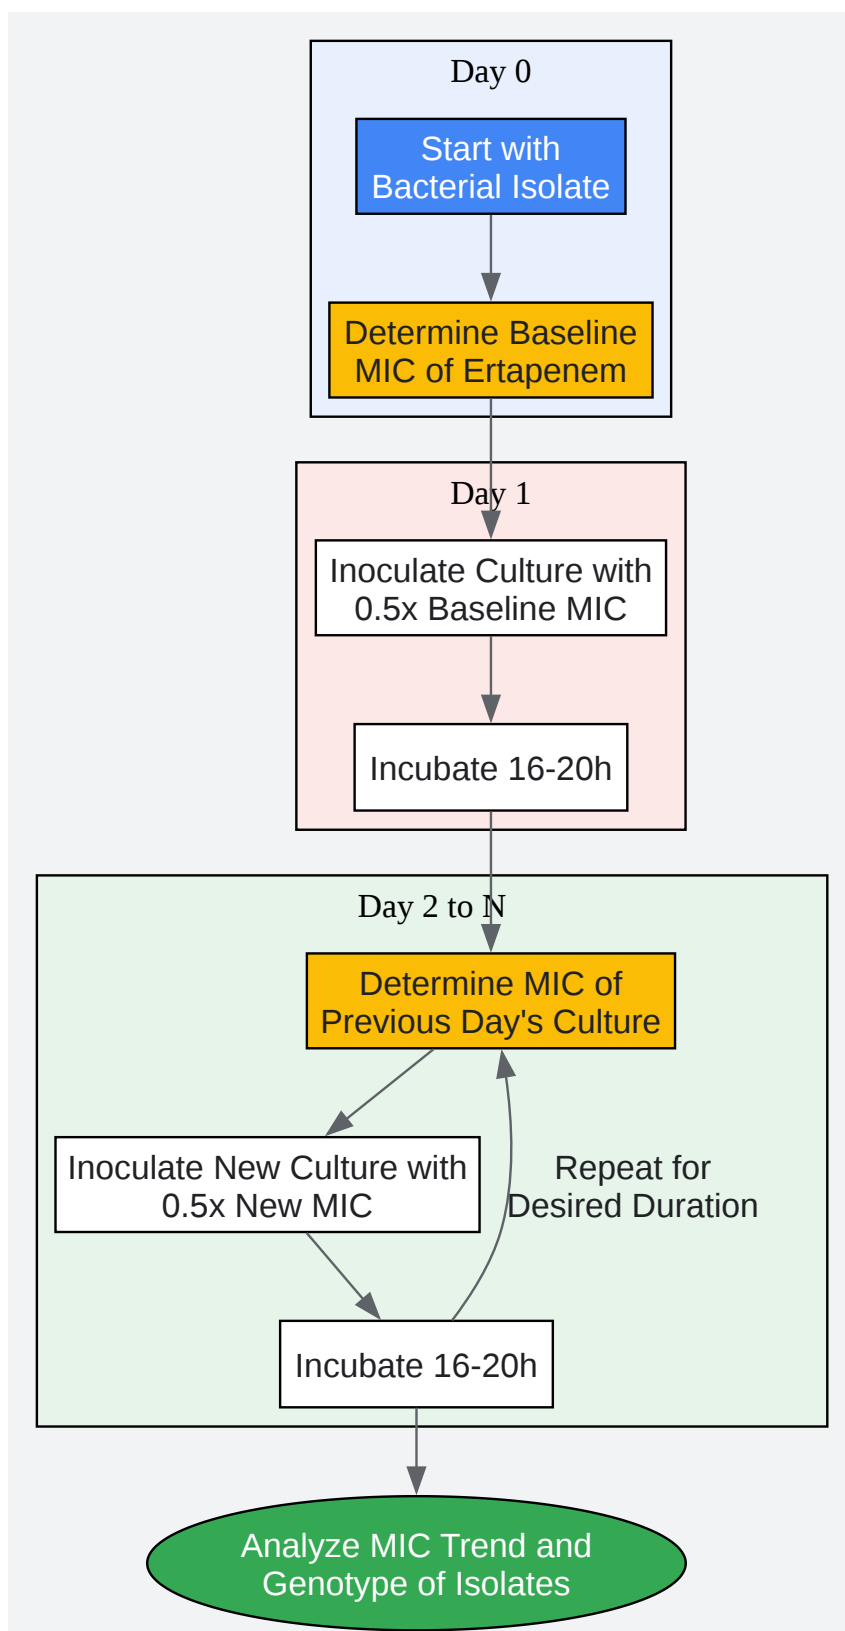 Day 0
Start with
Bacterial Isolate
Determine Baseline
MIC of Ertapenem
Day 1
Inoculate Culture with
0.5x Baseline MIC
Incubate 16-20h
Day 2 to N
Determine MIC of
Previous Day's Culture
Inoculate New Culture with
0.5x New MIC
Repeat for
Desired Duration
Incubate 16-20h
Analyze MIC Trend and
Genotype of Isolates